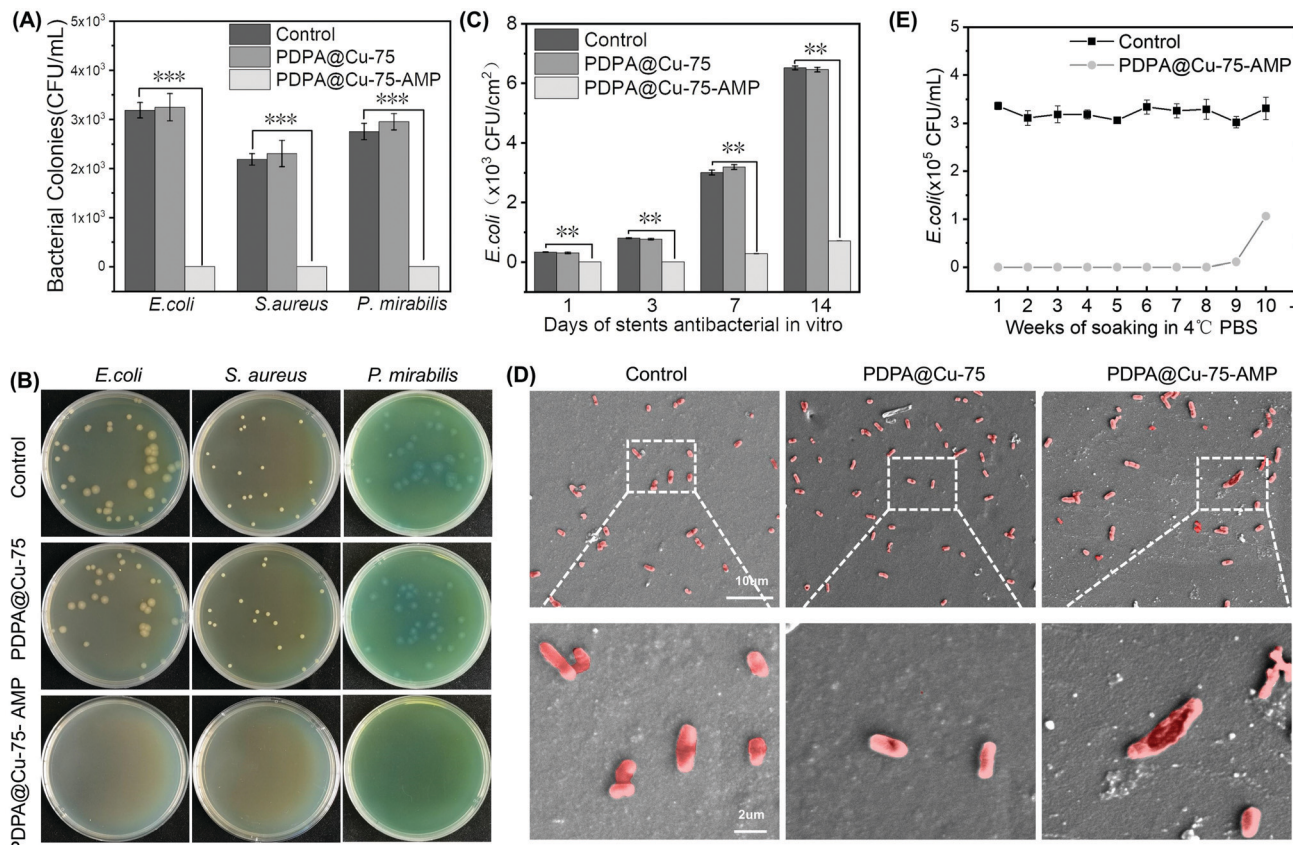 (A)
Bacterial Colonies(CFU/mL)
5x10³
4x10³
3x10³
2x10³
1x10³
0
Control
PDPA@Cu-75
PDPA@Cu-75-AMP
***
***
***
E.coli
S.aureus
P. mirabilis
(C)
E.coli (x10³ CFU/cm²)
8
6
4
2
0
Control
PDPA@Cu-75
PDPA@Cu-75-AMP
**
**
**
**
1 3 7 14
Days of stents antibacterial in vitro
(E)
E.coli(x10⁵ CFU/mL)
5
4
3
2
1
0
Control
PDPA@Cu-75-AMP
1 2 3 4 5 6 7 8 9 10
Weeks of soaking in 4℃ PBS
(B)
E.coli
S. aureus
P. mirabilis
Control
PDPA@Cu-75
PDPA@Cu-75- AMP
(D)
Control
PDPA@Cu-75
PDPA@Cu-75-AMP
10um
2um